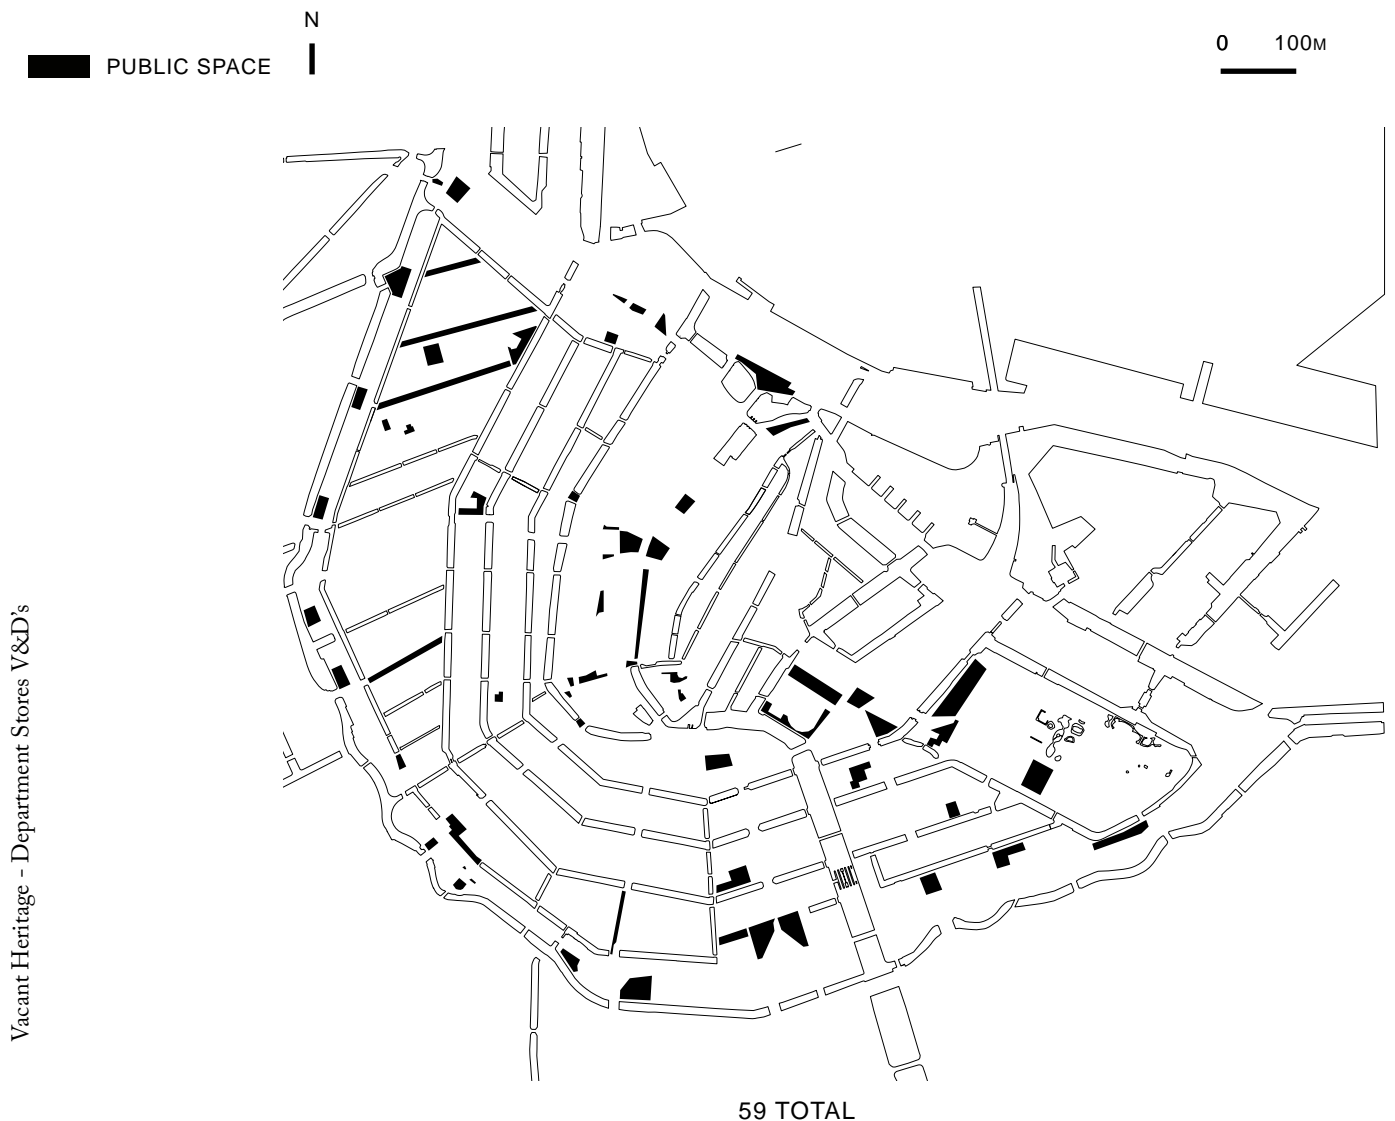 N
0 100M
PUBLIC SPACE
Vacant Heritage - Department Stores V&D's
59 TOTAL